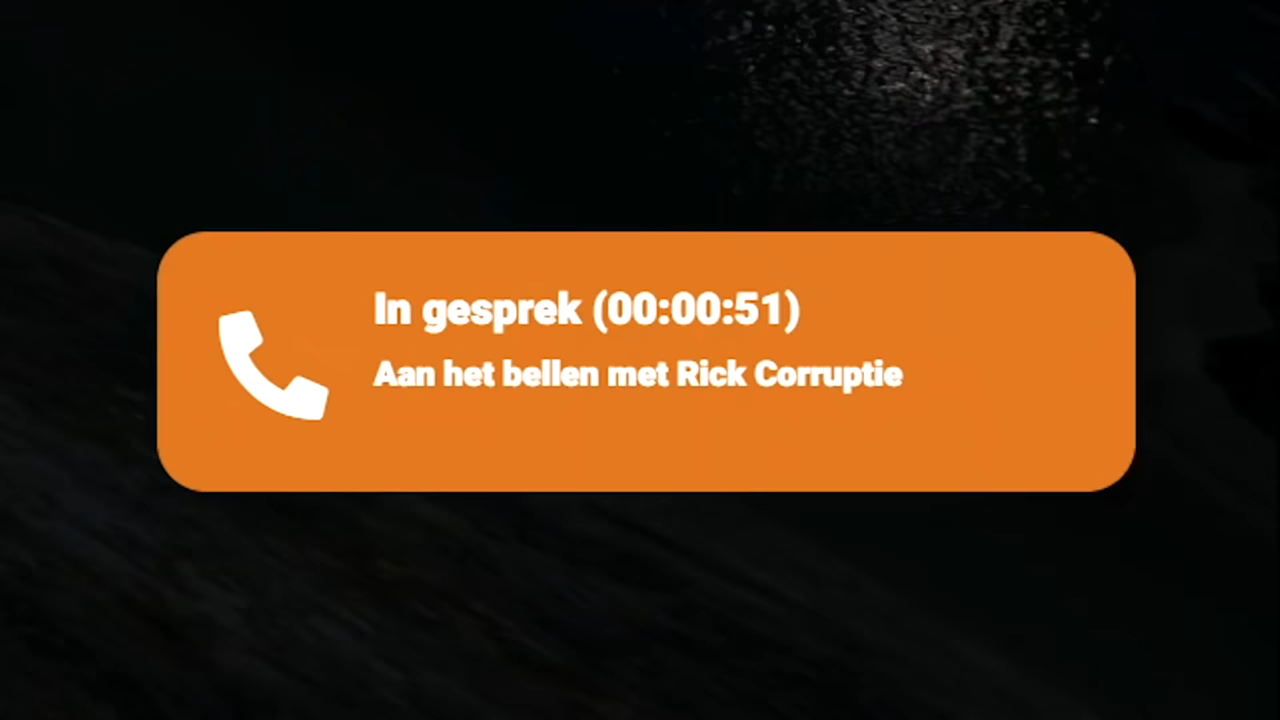 In gesprek (00:00:51)
Aan het bellen met Rick Corruptie